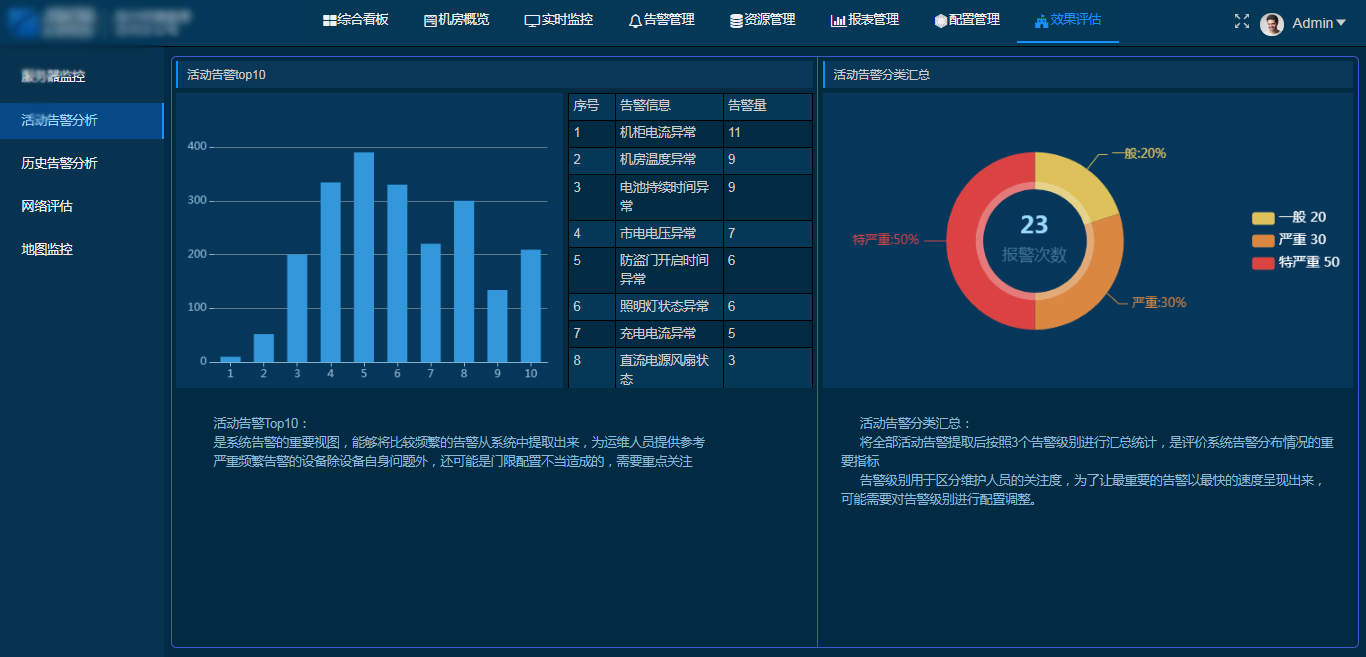 综合看板 机房概览 实时监控 告警管理 资源管理 报表管理 配置管理 效果评估 Admin
服务器监控
活动告警分析
历史告警分析
网络评估
地图监控
活动告警top10
400
300
200
100
0
1 2 3 4 5 6 7 8 9 10
序号 告警信息 告警量
1 机柜电流异常 11
2 机房温度异常 9
3 电池持续时间异 9
常
4 市电电压异常 7
5 防盗门开启时间 6
异常
6 照明灯状态异常 6
7 充电电流异常 5
8 直流电源风扇状 3
态
活动告警Top10：
是系统告警的重要视图，能够将比较频繁的告警从系统中提取出来，为运维人员提供参考
严重频繁告警的设备除设备自身问题外，还可能是门限配置不当造成的，需要重点关注
活动告警分类汇总
一般:20%
特严重:50%
严重:30%
23
报警次数
一般 20
严重 30
特严重 50
活动告警分类汇总：
将全部活动告警提取后按照3个告警级别进行汇总统计，是评价系统告警分布情况的重
要指标
告警级别用于区分维护人员的关注度，为了让最重要的告警以最快的速度呈现出来，
可能需要对告警级别进行配置调整。